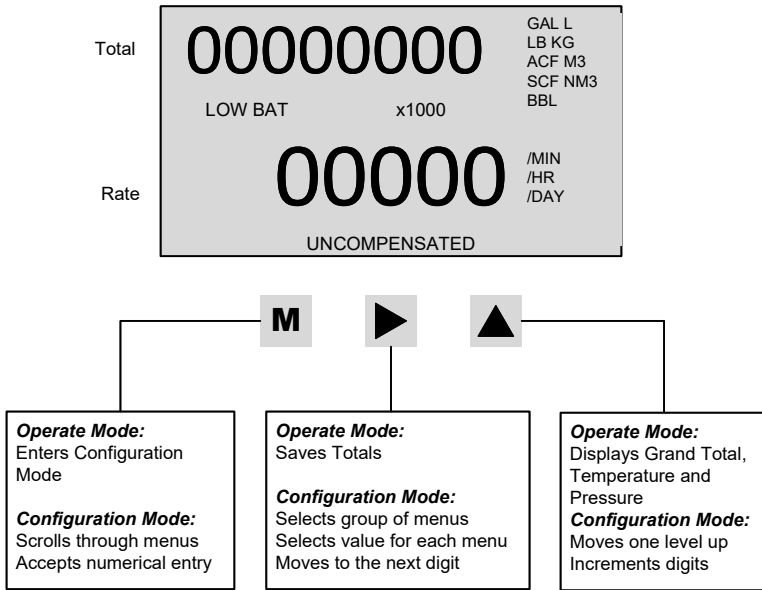 Total
00000000
GAL L
LB KG
ACF M3
SCF NM3
BBL
LOW BAT x1000
Rate
00000
/MIN
/HR
/DAY
UNCOMPENSATED
M
Operate Mode:
Enters Configuration
Mode
Configuration Mode:
Scrolls through menus
Accepts numerical entry
Operate Mode:
Saves Totals
Configuration Mode:
Selects group of menus
Selects value for each menu
Moves to the next digit
Operate Mode:
Displays Grand Total,
Temperature and
Pressure
Configuration Mode:
Moves one level up
Increments digits